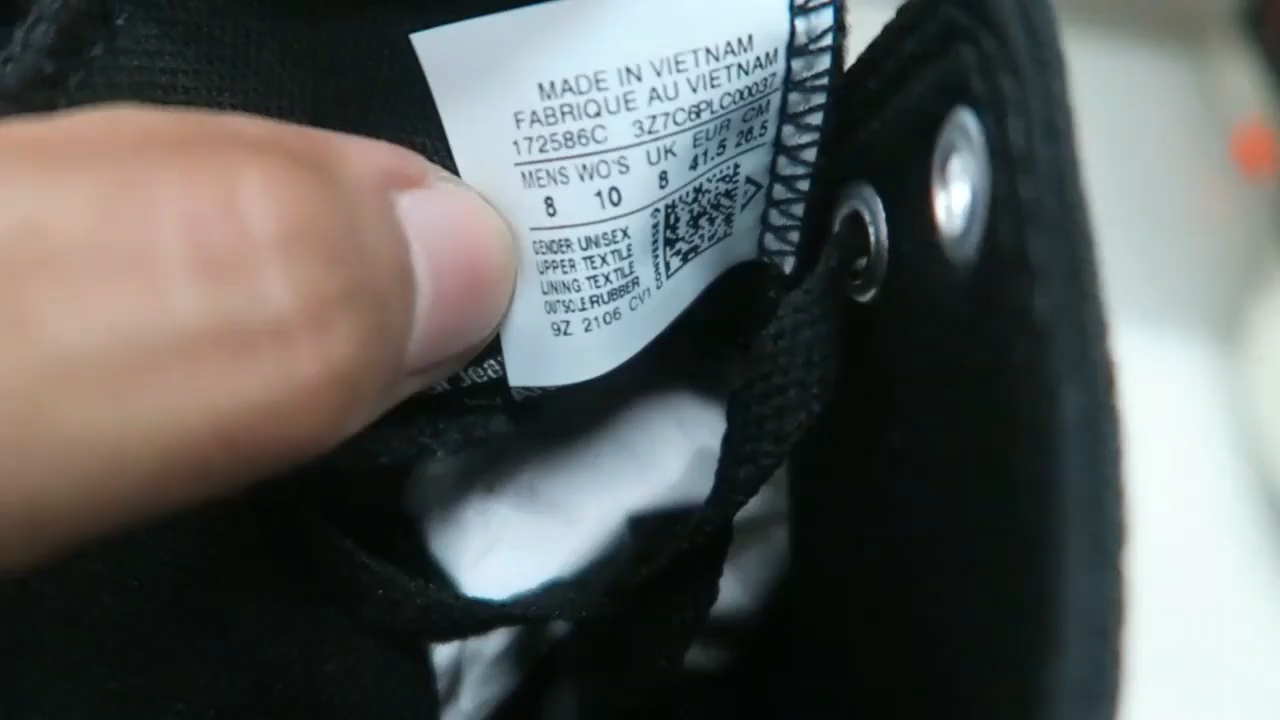 MADE IN VIETNAM
FABRIQUE AU VIETNAM
172586C 3Z7C6PLC00037
MENS WO'S UK EUR CM
8 10 8 41.5 26.5
GENDER: UNISEX
UPPER: TEXTILE
LINING: TEXTILE
OUTSOLE:RUBBER
9Z 2106 CV1
CONVERSE